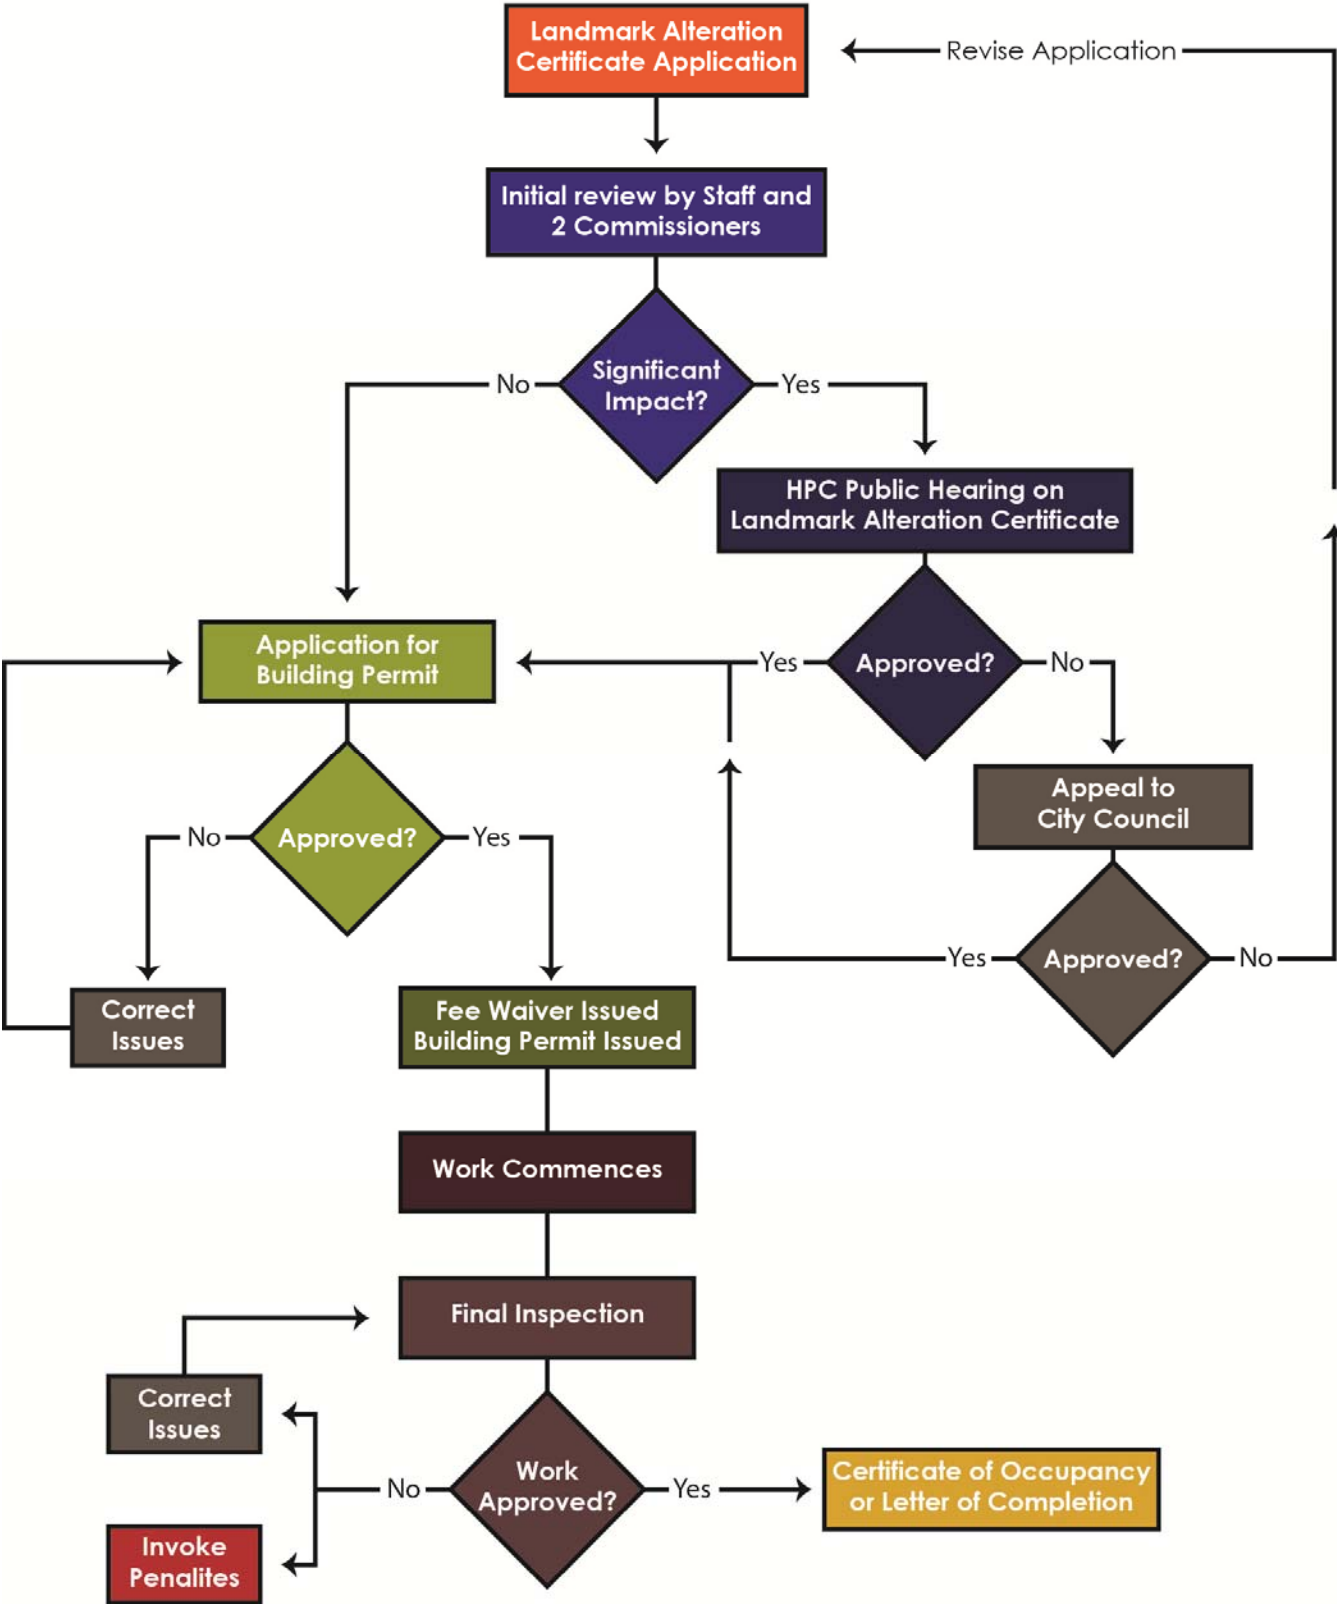 Landmark Alteration
Certificate Application
Revise Application
Initial review by Staff and
2 Commissioners
Significant
Impact?
No
Yes
HPC Public Hearing on
Landmark Alteration Certificate
Application for
Building Permit
Yes
Approved?
No
Appeal to
City Council
No
Approved?
Yes
Yes
Approved?
No
Correct
Issues
Fee Waiver Issued
Building Permit Issued
Work Commences
Final Inspection
Correct
Issues
No
Work
Approved?
Yes
Certificate of Occupancy
or Letter of Completion
Invoke
Penalites